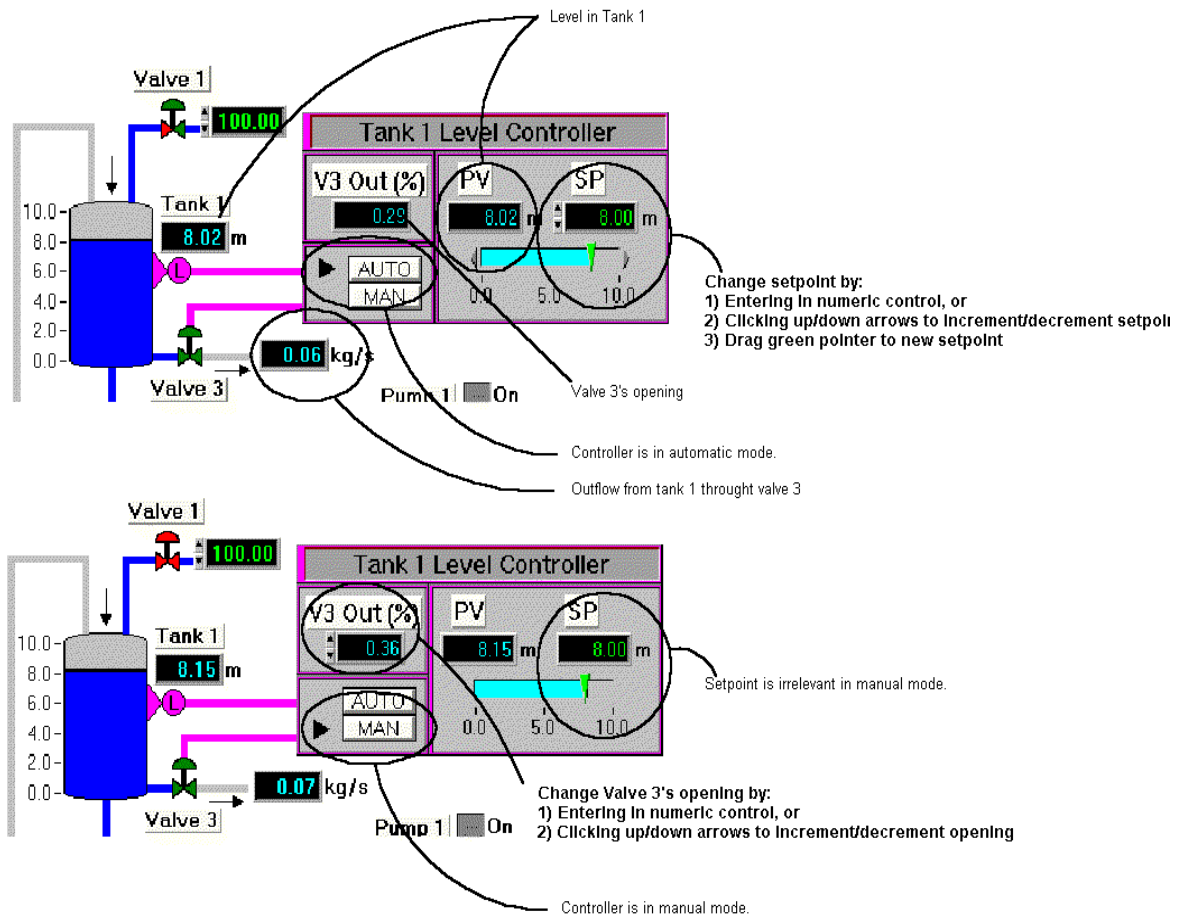 Level in Tank 1
Valve 1
100.00
Tank 1 Level Controller
V3 Out (%)
PV
SP
Tank 1
10.0
8.0
6.0
4.0
2.0
0.0
8.02 m
L
0.29
8.02 m
8.00 m
AUTO
MAN
0.0 5.0 10.0
Change setpoint by:
1) Entering in numeric control, or
2) Clicking up/down arrows to increment/decrement setpoi
3) Drag green pointer to new setpoint
0.06 kg/s
Valve 3
Pump 1 On
Valve 3's opening
Controller is in automatic mode.
Outflow from tank 1 throught valve 3
Valve 1
100.00
Tank 1 Level Controller
V3 Out (%)
PV
SP
Tank 1
10.0
8.0
6.0
4.0
2.0
0.0
8.15 m
L
0.36
8.15 m
8.00 m
AUTO
MAN
0.0 5.0 10.0
Setpoint is irrelevant in manual mode.
0.07 kg/s
Valve 3
Pump 1 On
Change Valve 3's opening by:
1) Entering in numeric control, or
2) Clicking up/down arrows to increment/decrement opening
Controller is in manual mode.